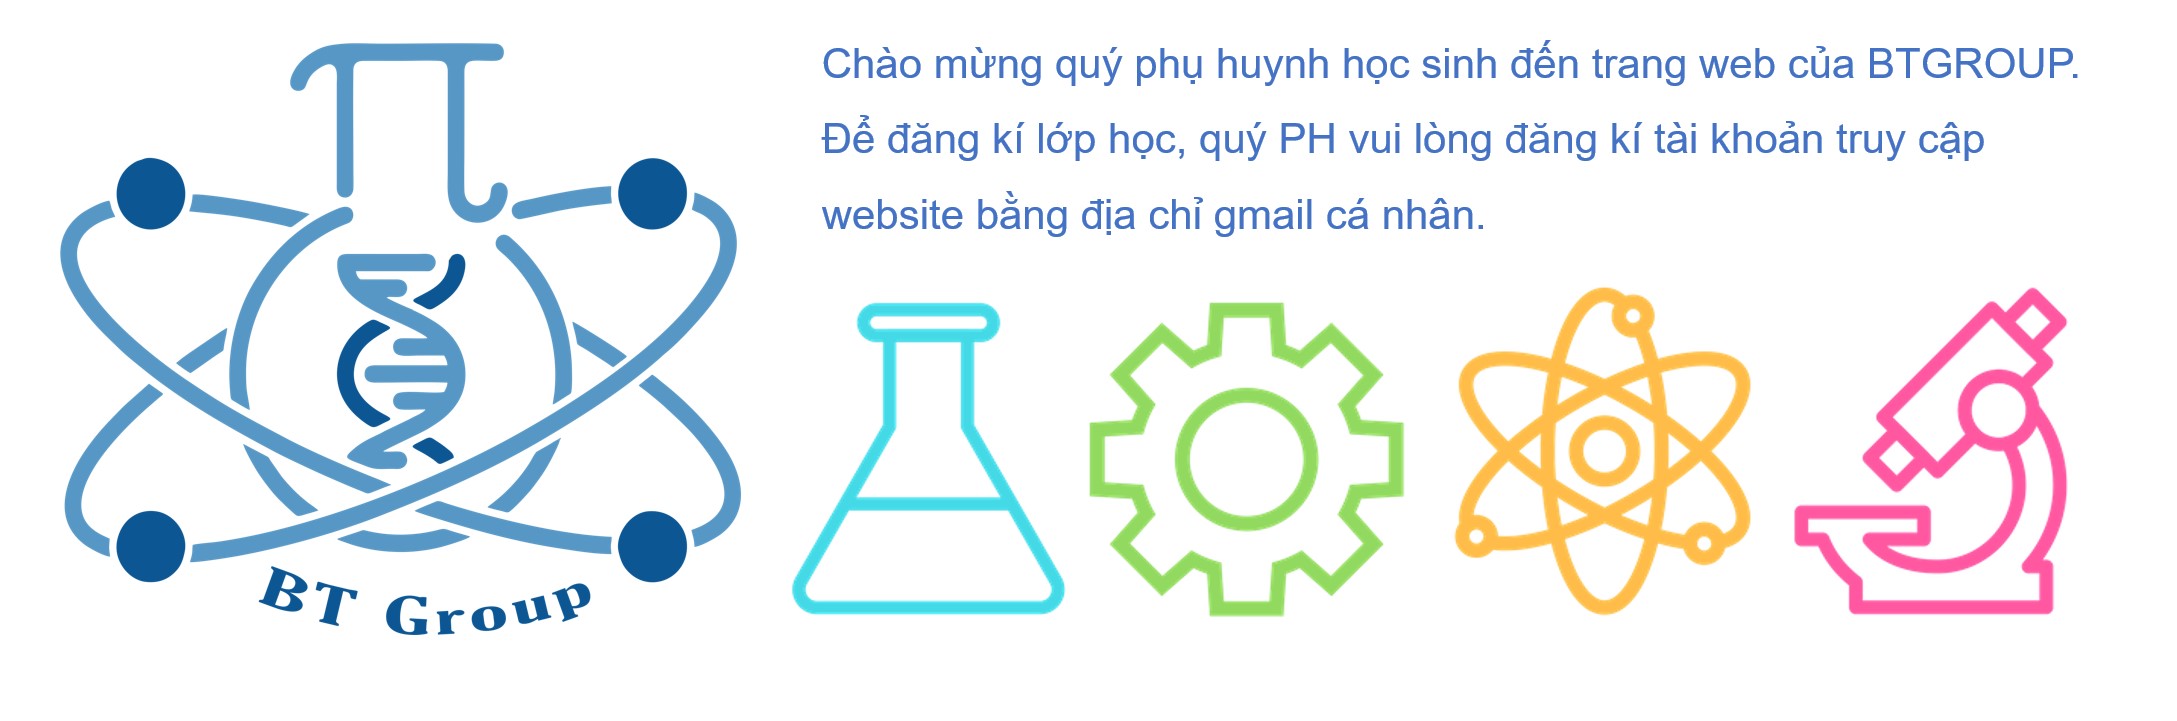 Chào mừng quý phụ huynh học sinh đến trang web của BTGROUP.
Để đăng kí lớp học, quý PH vui lòng đăng kí tài khoản truy cập
website bằng địa chỉ gmail cá nhân.
BT Group